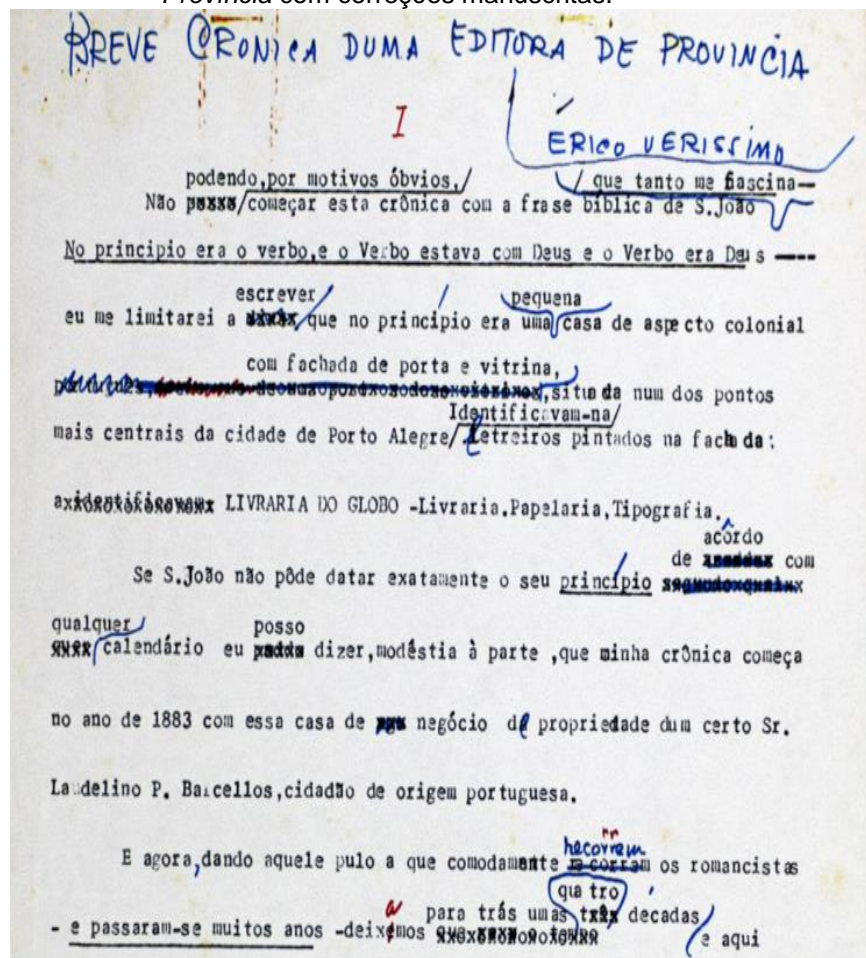 Província com correções manuscritas.
BREVE CRONICA DUMA EDITORA DE PROVINCIA
I
ERICO VERISSIMO
podendo,por motivos óbvios,/ / que tanto me fascina—
Não /começar esta crônica com a frase bíblica de S.João
No principio era o verbo,e o Verbo estava com Deus e o Verbo era Deus ----
escrever pequena
eu me limitarei a que no princípio era uma casa de aspecto colonial
com fachada de porta e vitrina,
,situada num dos pontos
Identificavam-na/
mais centrais da cidade de Porto Alegre/ letreiros pintados na fachada:
LIVRARIA DO GLOBO -Livraria,Papelaria,Tipografia.
acôrdo
de com
Se S.João não pôde datar exatamente o seu princípio
qualquer posso
calendário eu dizer,modéstia à parte ,que minha crônica começa
no ano de 1883 com essa casa de negócio de propriedade dum certo Sr.
Laudelino P. Barcellos,cidadão de origem portuguesa.
recorrem
E agora,dando aquele pulo a que comodamente recorrem os romancistas
quatro
para trás umas décadas
- e passaram-se muitos anos -deixamos e aqui